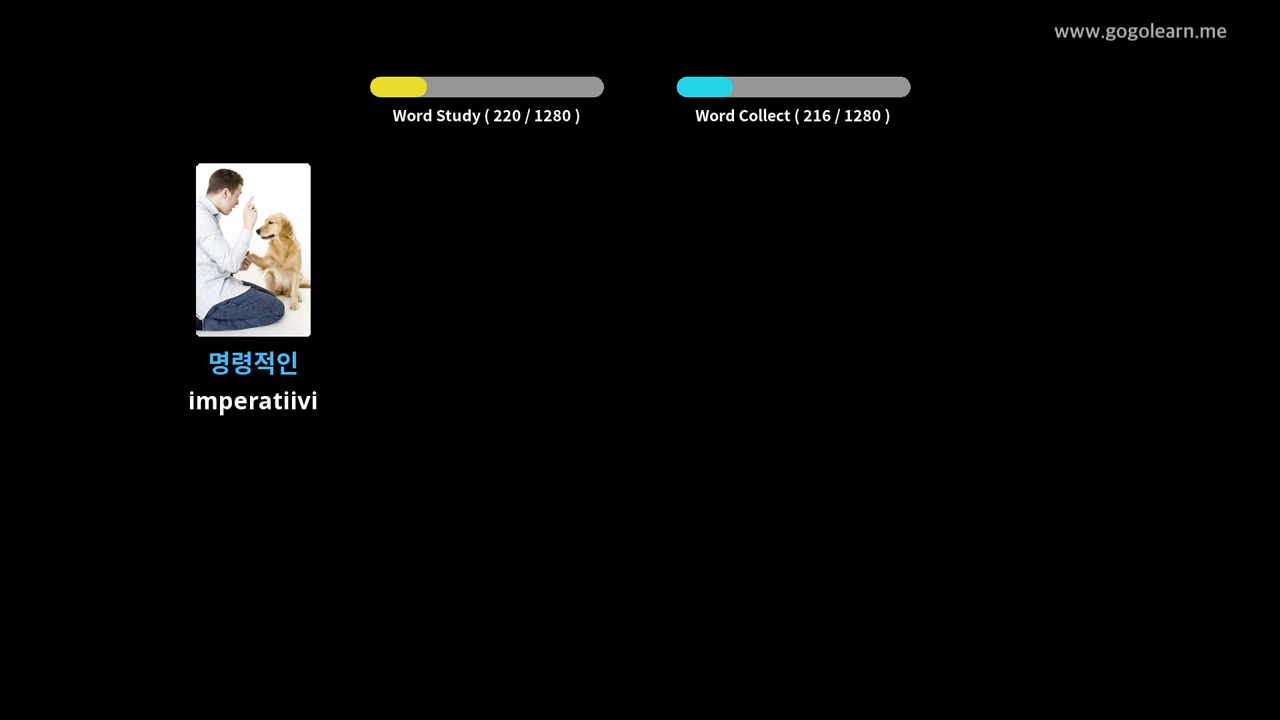 www.gogolearn.me
Word Study ( 220 / 1280 )
Word Collect ( 216 / 1280 )
명령적인
imperatiivi